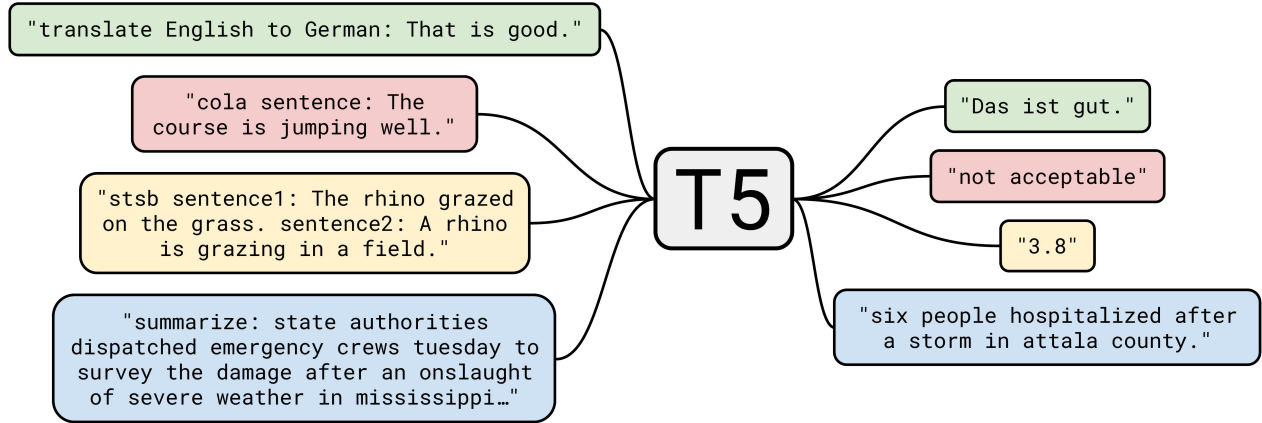 "translate English to German: That is good."
"cola sentence: The
course is jumping well."
"stsb sentence1: The rhino grazed
on the grass. sentence2: A rhino
is grazing in a field."
"summarize: state authorities
dispatched emergency crews tuesday to
survey the damage after an onslaught
of severe weather in mississippi…"
T5
"Das ist gut."
"not acceptable"
"3.8"
"six people hospitalized after
a storm in attala county."